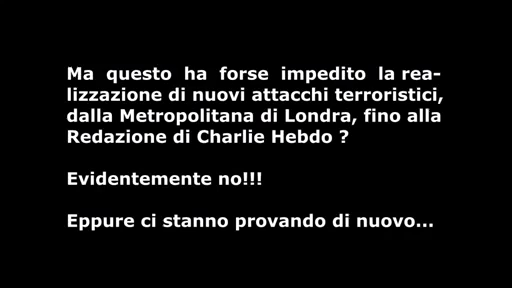 Ma questo ha forse impedito la rea-
lizzazione di nuovi attacchi terroristici,
dalla Metropolitana di Londra, fino alla
Redazione di Charlie Hebdo ?
Evidentemente no!!!
Eppure ci stanno provando di nuovo...